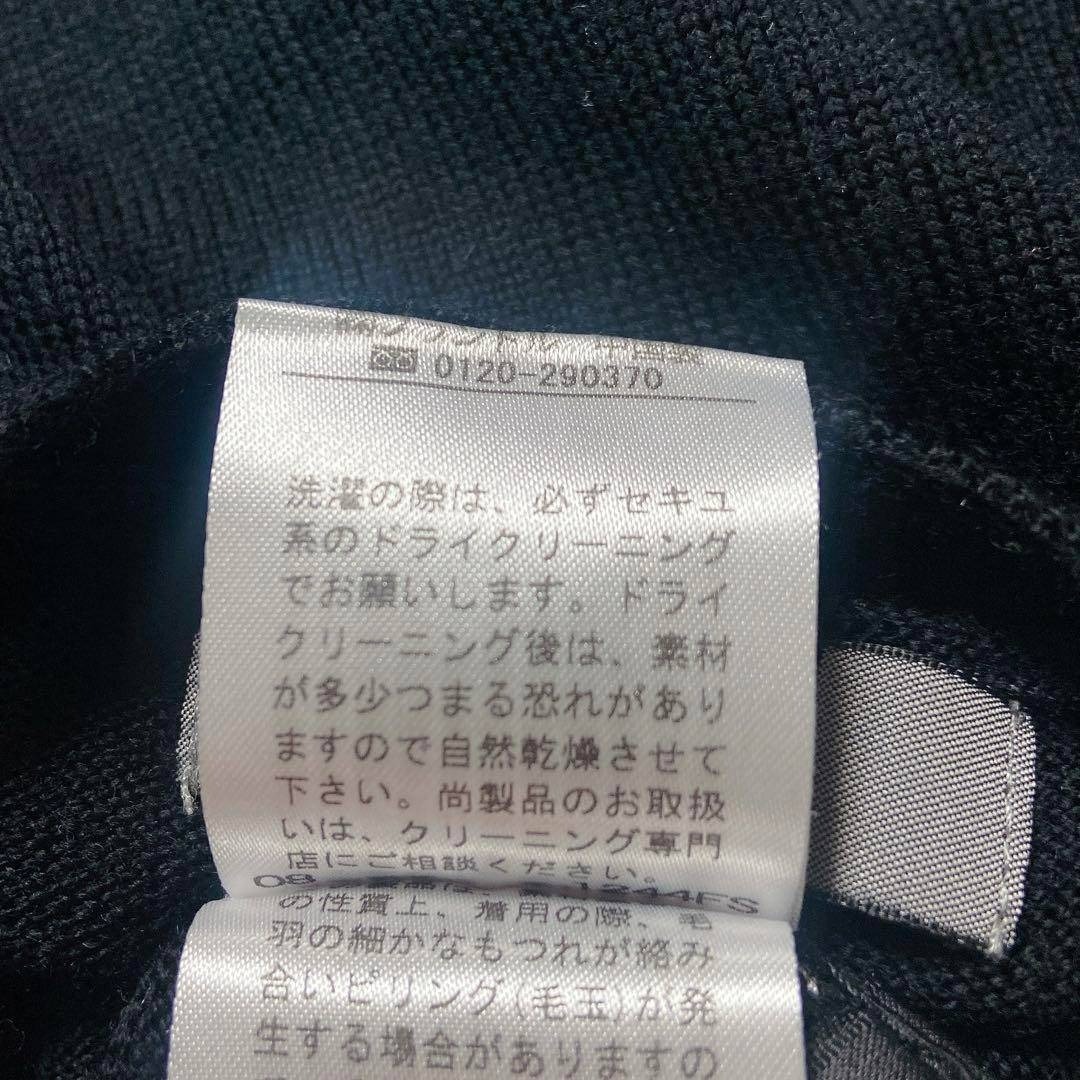 0120-290370
洗濯の際は、必ずセキユ
系のドライクリーニング
でお願いします。ドライ
クリーニング後は、素材
が多少つまる恐れがあり
ますので自然乾燥させて
下さい。尚製品のお取扱
いは、クリーニング専門
店にご相談ください。
08 1244FS
の性質上、着用の際、毛
羽の細かなもつれが絡み
合いピリング(毛玉)が発
生する場合がありますの